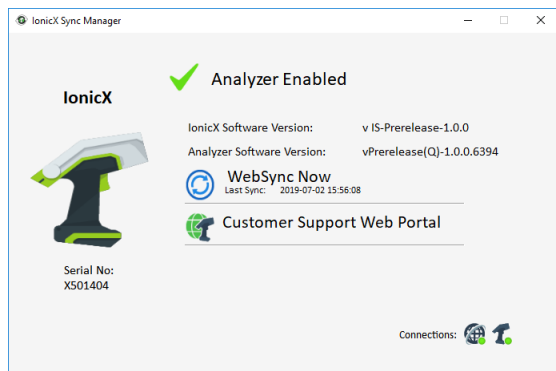 IonicX Sync Manager
IonicX
Analyzer Enabled
IonicX Software Version: v IS-Prerelease-1.0.0
Analyzer Software Version: vPrerelease(Q)-1.0.0.6394
WebSync Now
Last Sync: 2019-07-02 15:56:08
Customer Support Web Portal
Serial No:
X501404
Connections: